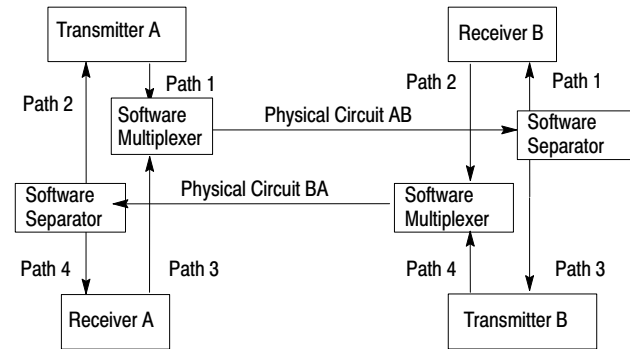 Transmitter A
Receiver B
Path 1
Path 2
Path 2
Path 1
Software
Multiplexer
Physical Circuit AB
Software
Separator
Software
Separator
Physical Circuit BA
Software
Multiplexer
Path 4
Path 3
Path 4
Path 3
Receiver A
Transmitter B